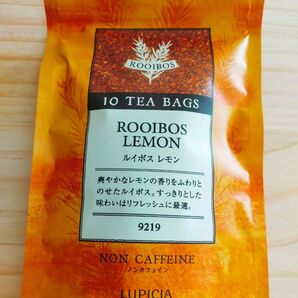 ROOIBOS
10 TEA BAGS
ROOIBOS
LEMON
ルイボス レモン
爽やかなレモンの香りをふわりと
のせたルイボス。すっきりとした
味わいはリフレッシュに最適。
9219
NON CAFFEINE
ノンカフェイン
LUPICIA